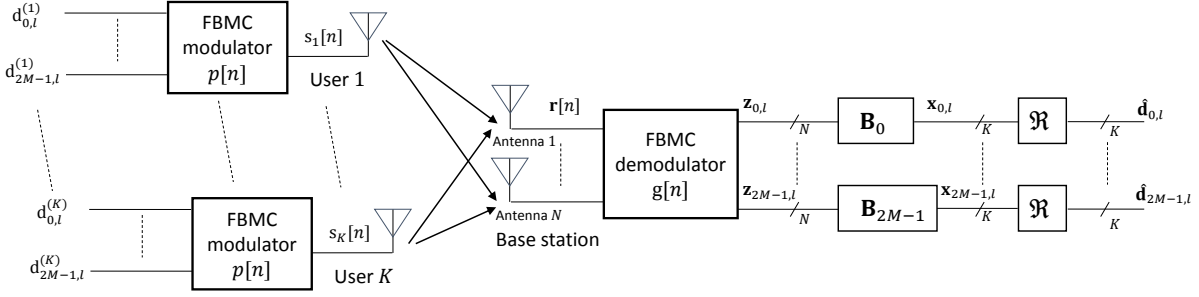 d_{0,l}^{(1)}
d_{2M−1,l}^{(1)}
FBMC
modulator
p[n]
s_1[n]
User 1
d_{0,l}^{(K)}
d_{2M−1,l}^{(K)}
FBMC
modulator
p[n]
s_K[n]
User K
Antenna 1
r[n]
Antenna N
Base station
FBMC
demodulator
g[n]
z_{0,l}
N
B_0
x_{0,l}
K
ℜ
K
d̂_{0,l}
z_{2M−1,l}
N
B_{2M−1}
x_{2M−1,l}
K
ℜ
K
d̂_{2M−1,l}